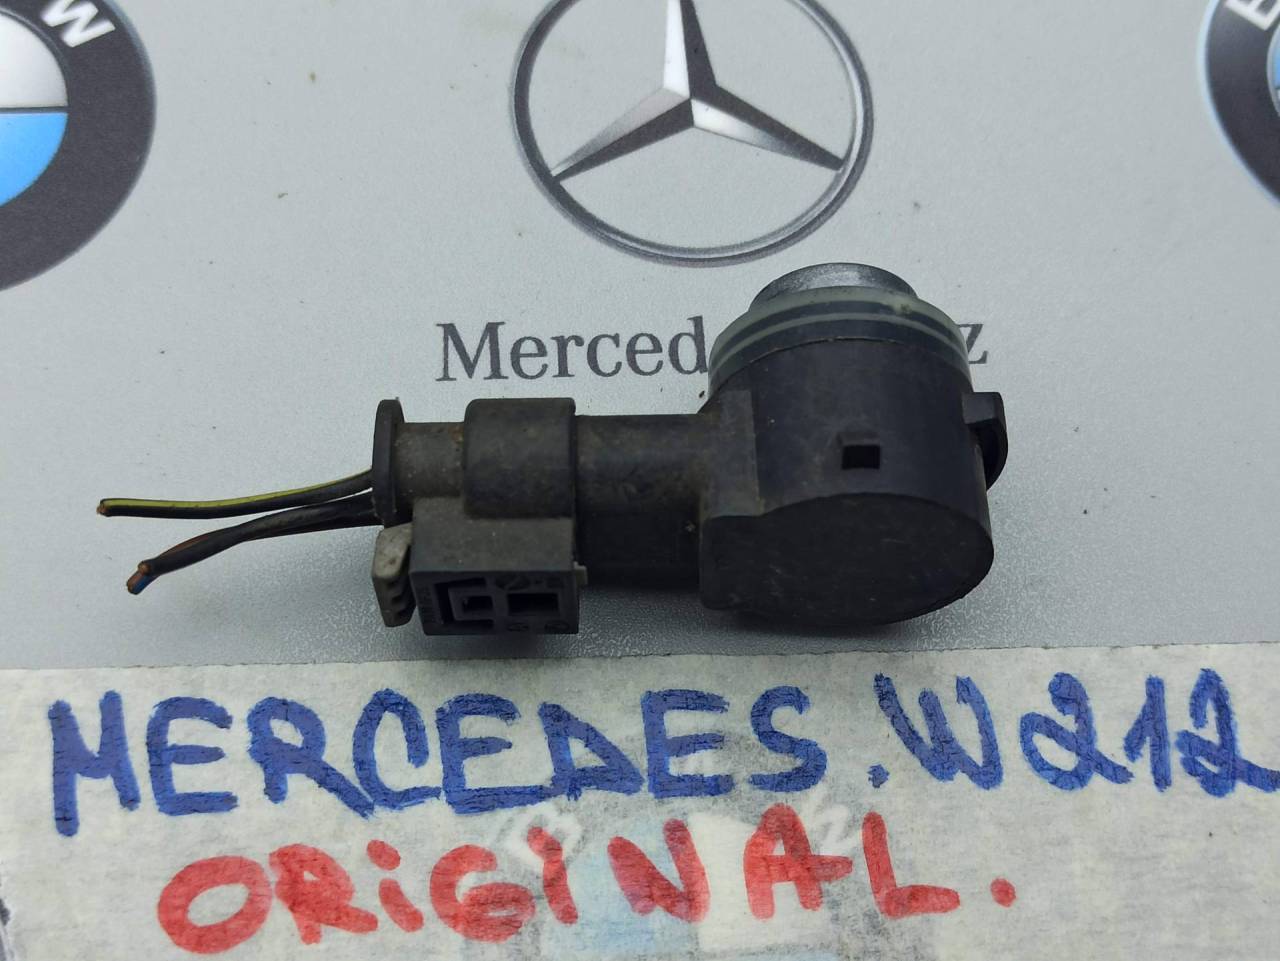 W
B
Merced z
MERCEDES.W212
ORiGINAL.